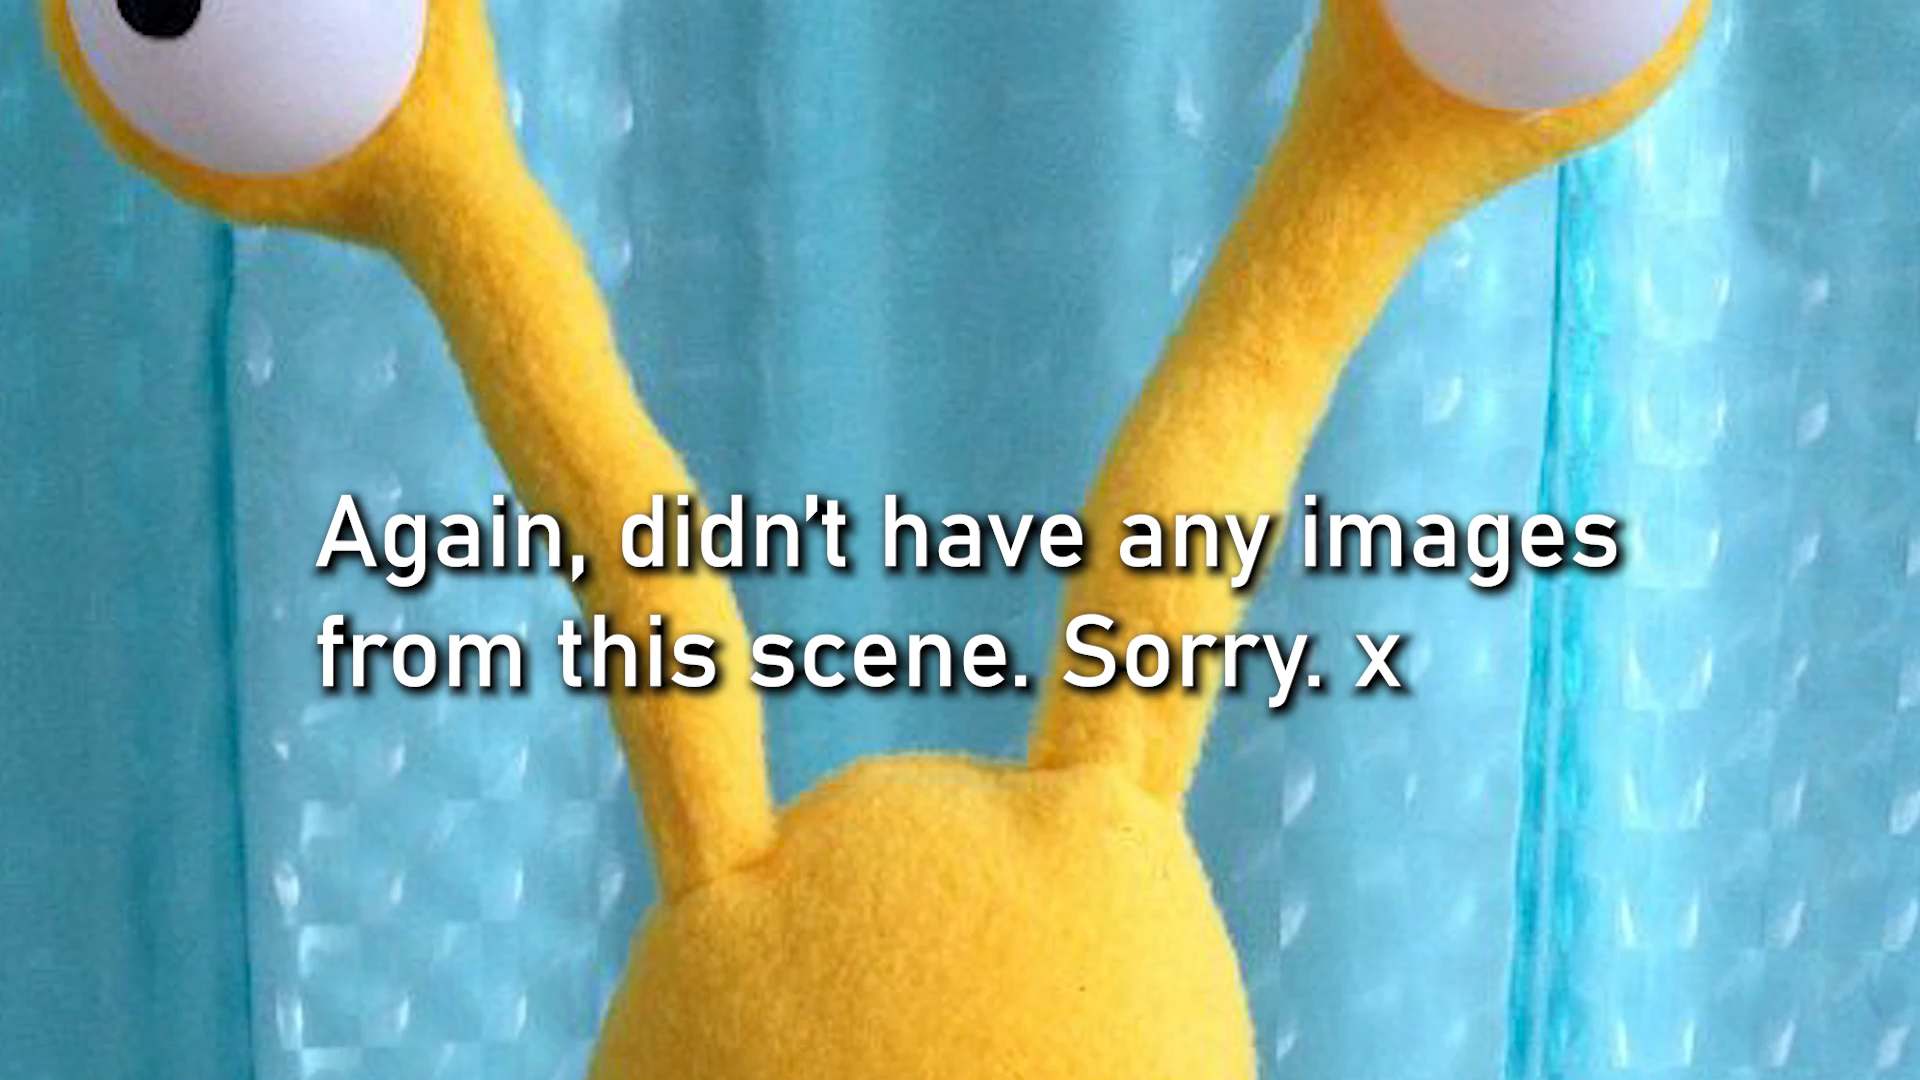 Again, didn't have any images
from this scene. Sorry. x